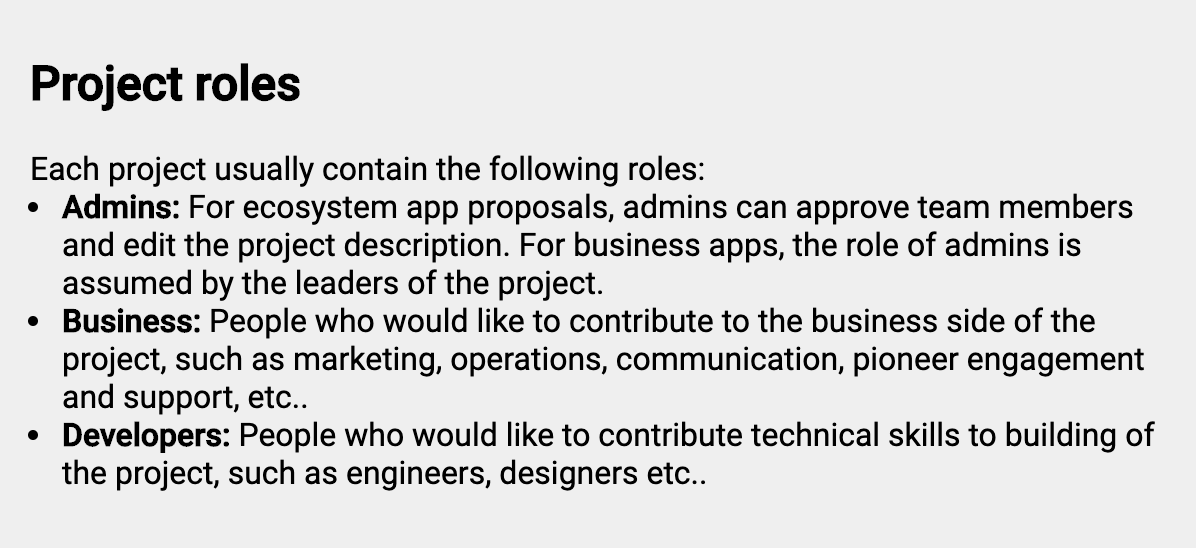 Project roles
Each project usually contain the following roles:
• Admins: For ecosystem app proposals, admins can approve team members
and edit the project description. For business apps, the role of admins is
assumed by the leaders of the project.
• Business: People who would like to contribute to the business side of the
project, such as marketing, operations, communication, pioneer engagement
and support, etc..
• Developers: People who would like to contribute technical skills to building of
the project, such as engineers, designers etc..